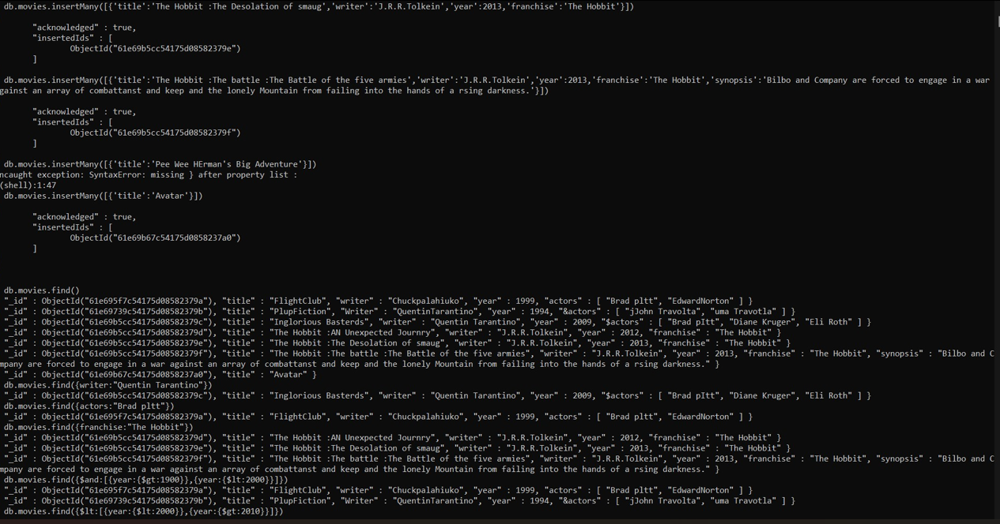 db.movies.insertMany([{'title':'The Hobbit :The Desolation of smaug','writer':'J.R.R.Tolkein','year':2013,'franchise':'The Hobbit'}])
"acknowledged" : true,
"insertedIds" : [
ObjectId("61e69b5cc54175d08582379e")
]
db.movies.insertMany([{'title':'The Hobbit :The battle :The Battle of the five armies','writer':'J.R.R.Tolkein','year':2013,'franchise':'The Hobbit','synopsis':'Bilbo and Company are forced to engage in a war
gainst an array of combattanst and keep and the lonely Mountain from failing into the hands of a rsing darkness.'}])
"acknowledged" : true,
"insertedIds" : [
ObjectId("61e69b5cc54175d08582379f")
]
db.movies.insertMany([{'title':'Pee Wee HErman's Big Adventure'}])
ncaught exception: SyntaxError: missing } after property list :
(shell):1:47
db.movies.insertMany([{'title':'Avatar'}])
"acknowledged" : true,
"insertedIds" : [
ObjectId("61e69b67c54175d0858237a0")
]
db.movies.find()
"_id" : ObjectId("61e695f7c54175d08582379a"), "title" : "FlightClub", "writer" : "Chuckpalahiuko", "year" : 1999, "actors" : [ "Brad pltt", "EdwardNorton" ] }
"_id" : ObjectId("61e69739c54175d08582379b"), "title" : "PlupFiction", "Writer" : "QuentinTarantino", "year" : 1994, "&actors" : [ "jJohn Travolta", "uma Travotla" ] }
"_id" : ObjectId("61e69b5cc54175d08582379c"), "title" : "Inglorious Basterds", "writer" : "Quentin Tarantino", "year" : 2009, "$actors" : [ "Brad pItt", "Diane Kruger", "Eli Roth" ] }
"_id" : ObjectId("61e69b5cc54175d08582379d"), "title" : "The Hobbit :AN Unexpected Journry", "writer" : "J.R.R.Tolkein", "year" : 2012, "franchise" : "The Hobbit" }
"_id" : ObjectId("61e69b5cc54175d08582379e"), "title" : "The Hobbit :The Desolation of smaug", "writer" : "J.R.R.Tolkein", "year" : 2013, "franchise" : "The Hobbit" }
"_id" : ObjectId("61e69b5cc54175d08582379f"), "title" : "The Hobbit :The battle :The Battle of the five armies", "writer" : "J.R.R.Tolkein", "year" : 2013, "franchise" : "The Hobbit", "synopsis" : "Bilbo and C
mpany are forced to engage in a war against an array of combattanst and keep and the lonely Mountain from failing into the hands of a rsing darkness." }
"_id" : ObjectId("61e69b67c54175d0858237a0"), "title" : "Avatar" }
db.movies.find({writer:"Quentin Tarantino"})
"_id" : ObjectId("61e69b5cc54175d08582379c"), "title" : "Inglorious Basterds", "writer" : "Quentin Tarantino", "year" : 2009, "$actors" : [ "Brad pItt", "Diane Kruger", "Eli Roth" ] }
db.movies.find({actors:"Brad pltt"})
"_id" : ObjectId("61e695f7c54175d08582379a"), "title" : "FlightClub", "writer" : "Chuckpalahiuko", "year" : 1999, "actors" : [ "Brad pltt", "EdwardNorton" ] }
db.movies.find({franchise:"The Hobbit"})
"_id" : ObjectId("61e69b5cc54175d08582379d"), "title" : "The Hobbit :AN Unexpected Journry", "writer" : "J.R.R.Tolkein", "year" : 2012, "franchise" : "The Hobbit" }
"_id" : ObjectId("61e69b5cc54175d08582379e"), "title" : "The Hobbit :The Desolation of smaug", "writer" : "J.R.R.Tolkein", "year" : 2013, "franchise" : "The Hobbit" }
"_id" : ObjectId("61e69b5cc54175d08582379f"), "title" : "The Hobbit :The battle :The Battle of the five armies", "writer" : "J.R.R.Tolkein", "year" : 2013, "franchise" : "The Hobbit", "synopsis" : "Bilbo and C
mpany are forced to engage in a war against an array of combattanst and keep and the lonely Mountain from failing into the hands of a rsing darkness." }
db.movies.find({$and:[{year:{$gt:1900}},{year:{$lt:2000}}]})
"_id" : ObjectId("61e695f7c54175d08582379a"), "title" : "FlightClub", "writer" : "Chuckpalahiuko", "year" : 1999, "actors" : [ "Brad pltt", "EdwardNorton" ] }
"_id" : ObjectId("61e69739c54175d08582379b"), "title" : "PlupFiction", "Writer" : "QuentinTarantino", "year" : 1994, "&actors" : [ "jJohn Travolta", "uma Travotla" ] }
db.movies.find({$lt:[{year:{$lt:2000}},{year:{$gt:2010}}]})